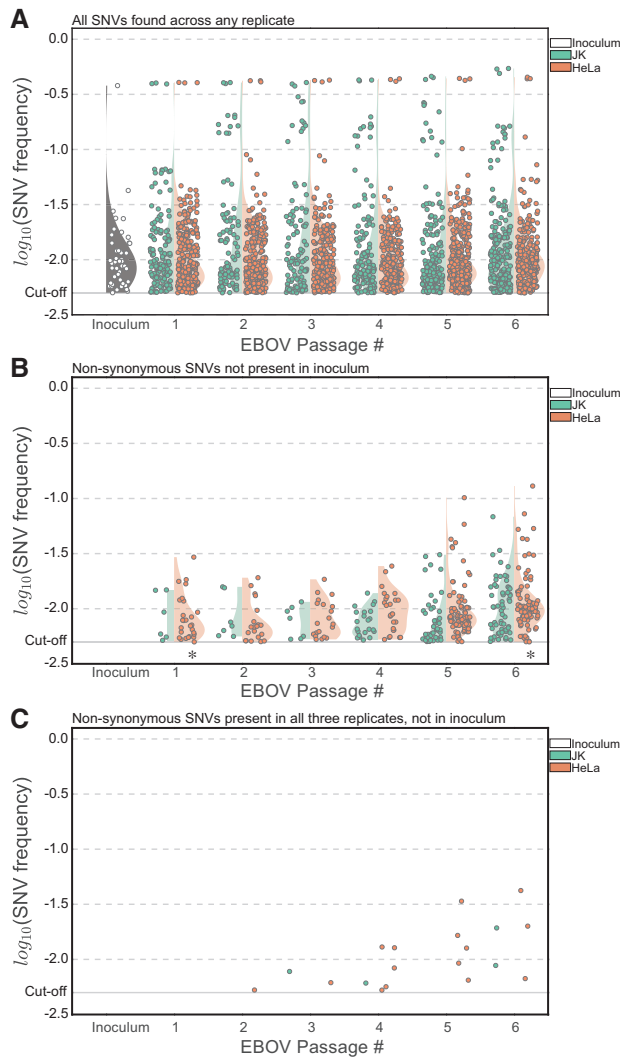 A
All SNVs found across any replicate
0.0
-0.5
-1.0
-1.5
-2.0
Cut-off
-2.5
log10(SNV frequency)
Inoculum 1 2 3 4 5 6
EBOV Passage #
Inoculum
JK
HeLa
B
Non-synonymous SNVs not present in inoculum
0.0
-0.5
-1.0
-1.5
-2.0
Cut-off
-2.5
log10(SNV frequency)
* *
Inoculum 1 2 3 4 5 6
EBOV Passage #
Inoculum
JK
HeLa
C
Non-synonymous SNVs present in all three replicates, not in inoculum
0.0
-0.5
-1.0
-1.5
-2.0
Cut-off
-2.5
log10(SNV frequency)
Inoculum 1 2 3 4 5 6
EBOV Passage #
Inoculum
JK
HeLa